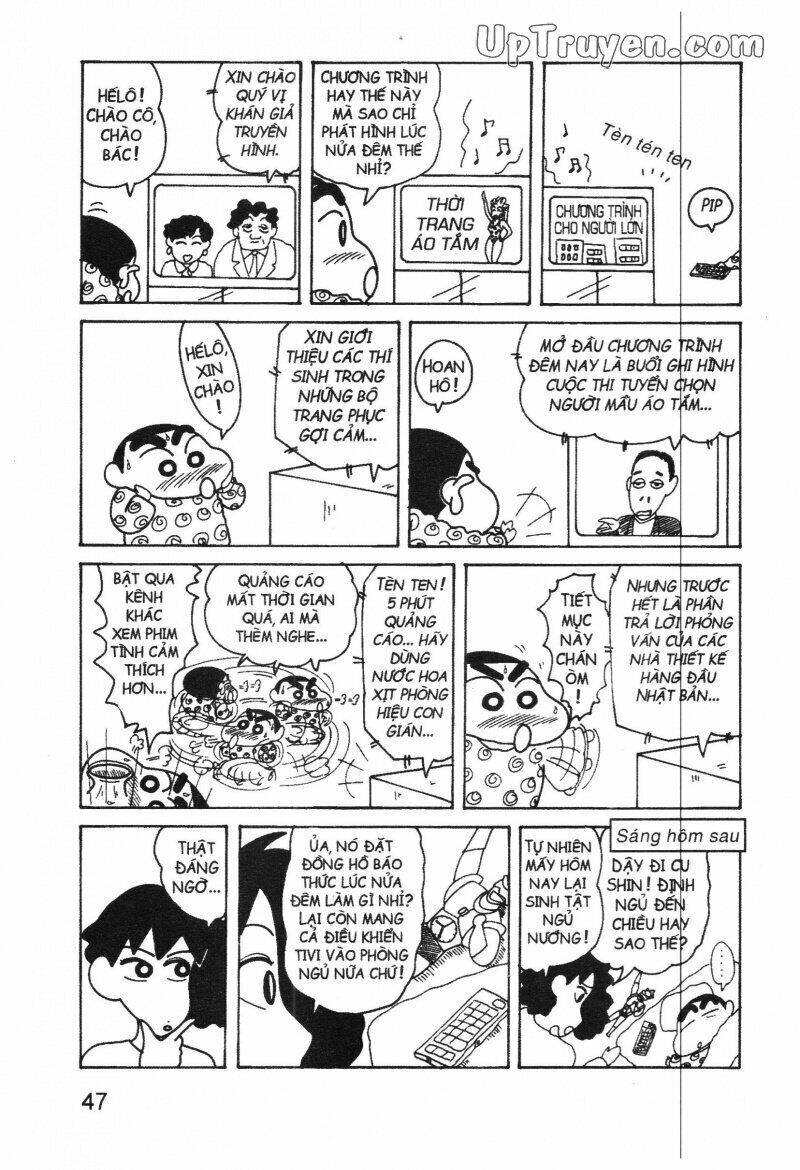 UpTruyen.com
Tèn tén ten
PIP
CHƯƠNG TRÌNH
CHO NGƯỜI LỚN
CHƯƠNG TRÌNH
HAY THẾ NÀY
MÀ SAO CHỈ
PHÁT HÌNH LÚC
NỬA ĐÊM THẾ
NHỈ?
THỜI
TRANG
ÁO TẮM
XIN CHÀO
QUÝ VỊ
KHÁN GIẢ
TRUYỀN
HÌNH.
HÉLÔ!
CHÀO CÔ,
CHÀO
BÁC!
MỞ ĐẦU CHƯƠNG TRÌNH
ĐÊM NAY LÀ BUỔI GHI HÌNH
CUỘC THI TUYỂN CHỌN
NGƯỜI MẪU ÁO TẮM...
HOAN
HÔ!
XIN GIỚI
THIỆU CÁC THÍ
SINH TRONG
NHỮNG BỘ
TRANG PHỤC
GỢI CẢM...
HÉLÔ,
XIN
CHÀO!
NHƯNG TRƯỚC
HẾT LÀ PHẦN
TRẢ LỜI PHỎNG
VẤN CỦA CÁC
NHÀ THIẾT KẾ
HÀNG ĐẦU
NHẬT BẢN...
TIẾT
MỤC
NÀY
CHÁN
ÒM!
TÈN TEN!
5 PHÚT
QUẢNG
CÁO... HÃY
DÙNG
NƯỚC HOA
XỊT PHÒNG
HIỆU CON
GIÁN...
QUẢNG CÁO
MẤT THỜI GIAN
QUÁ, AI MÀ
THÈM NGHE...
BẬT QUA
KÊNH
KHÁC
XEM PHIM
TÌNH CẢM
THÍCH
HƠN...
Sáng hôm sau
DẬY ĐI CU
SHIN! ĐỊNH
NGỦ ĐẾN
CHIỀU HAY
SAO THẾ?
TỰ NHIÊN
MẤY HÔM
NAY LẠI
SINH TẬT
NGỦ
NƯỚNG!
......
ỦA, NÓ ĐẶT
ĐỒNG HỒ BÁO
THỨC LÚC NỬA
ĐÊM LÀM GÌ NHỈ?
LẠI CÒN MANG
CẢ ĐIỀU KHIỂN
TIVI VÀO PHÒNG
NGỦ NỮA CHỨ!
THẬT
ĐÁNG
NGỜ...
47